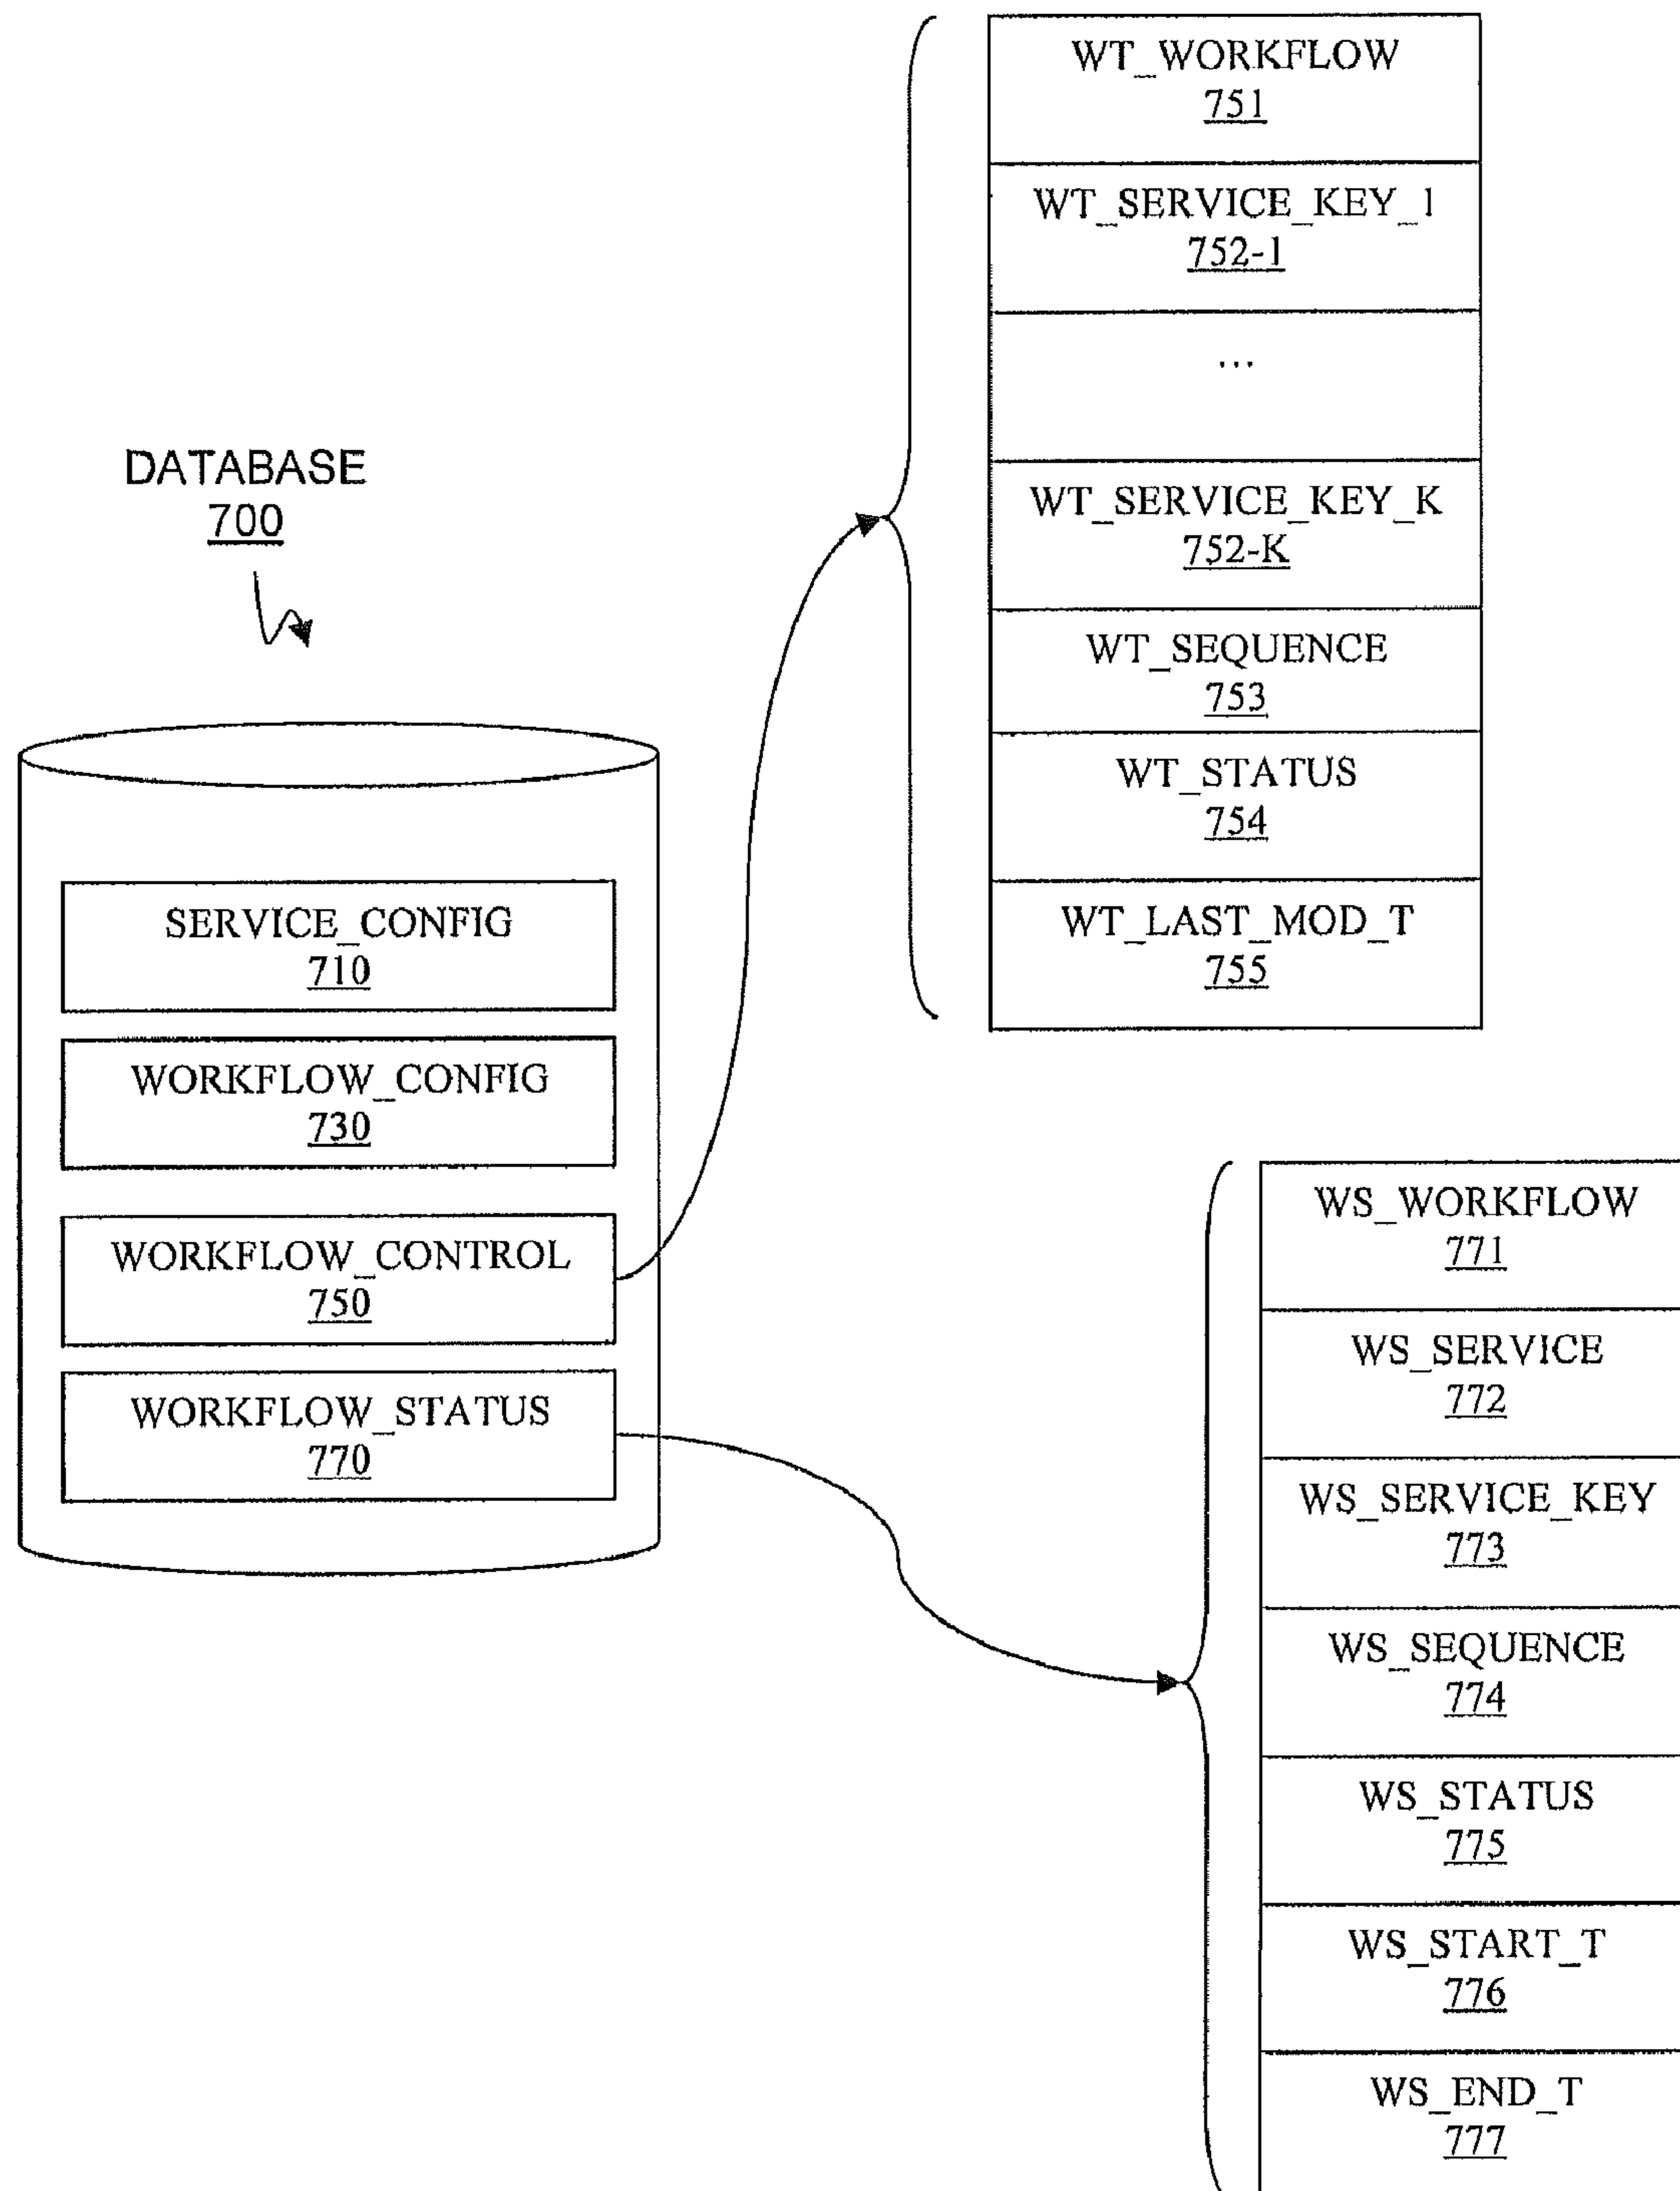 DATABASE
700
SERVICE_CONFIG
710
WORKFLOW_CONFIG
730
WORKFLOW_CONTROL
750
WORKFLOW_STATUS
770
WT_WORKFLOW
751
WT_SERVICE_KEY_1
752-1
...
WT_SERVICE_KEY_K
752-K
WT_SEQUENCE
753
WT_STATUS
754
WT_LAST_MOD_T
755
WS_WORKFLOW
771
WS_SERVICE
772
WS_SERVICE_KEY
773
WS_SEQUENCE
774
WS_STATUS
775
WS_START_T
776
WS_END_T
777